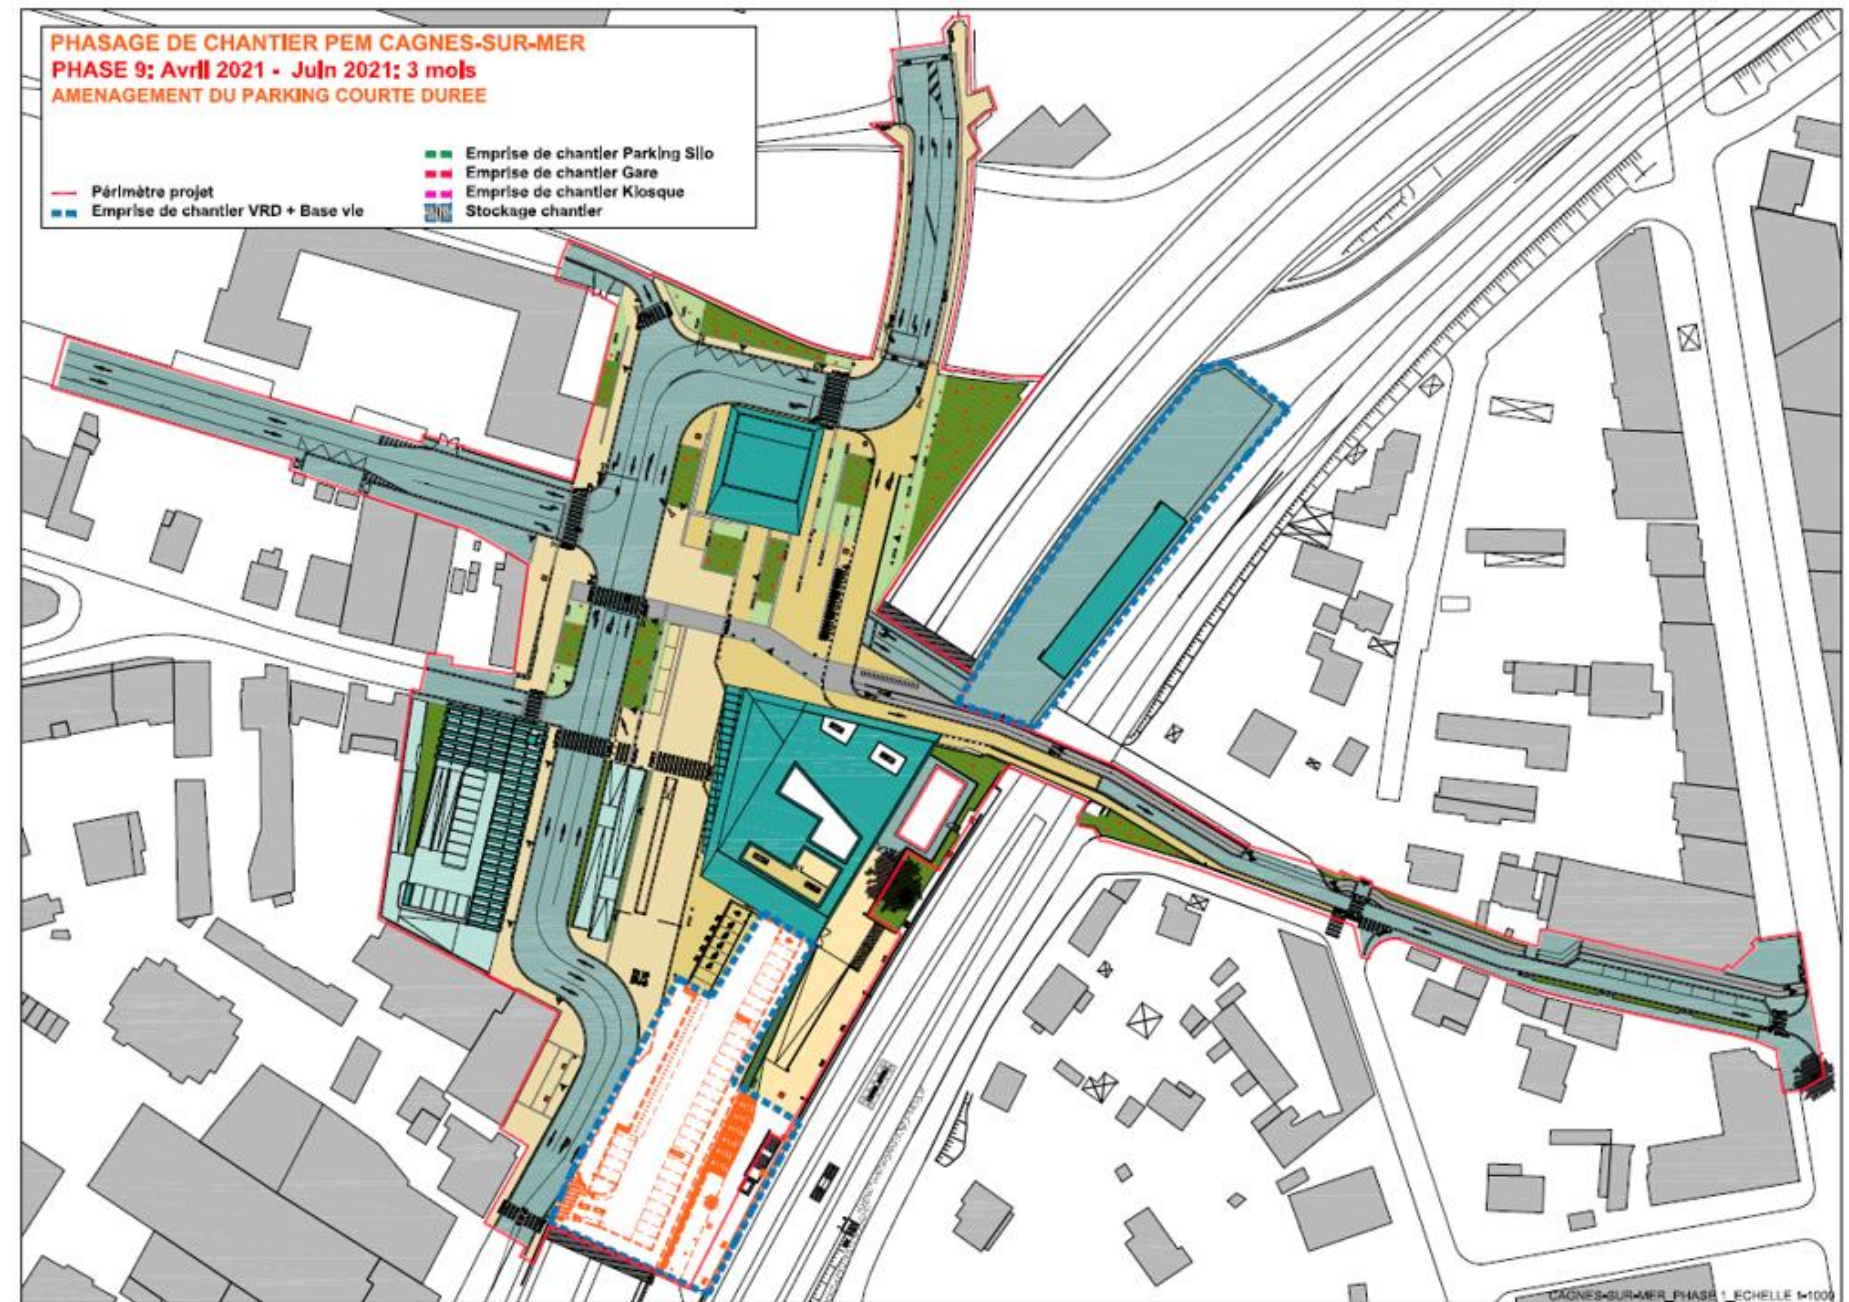 PHASAGE DE CHANTIER PEM CAGNES-SUR-MER
PHASE 9: Avril 2021 - Juin 2021: 3 mois
AMENAGEMENT DU PARKING COURTE DUREE
Périmètre projet
Emprise de chantier VRD + Base vie
Emprise de chantier Parking Silo
Emprise de chantier Gare
Emprise de chantier Kiosque
Stockage chantier
CAGNES-SUR-MER_PHASE 1_ECHELLE 1-1000